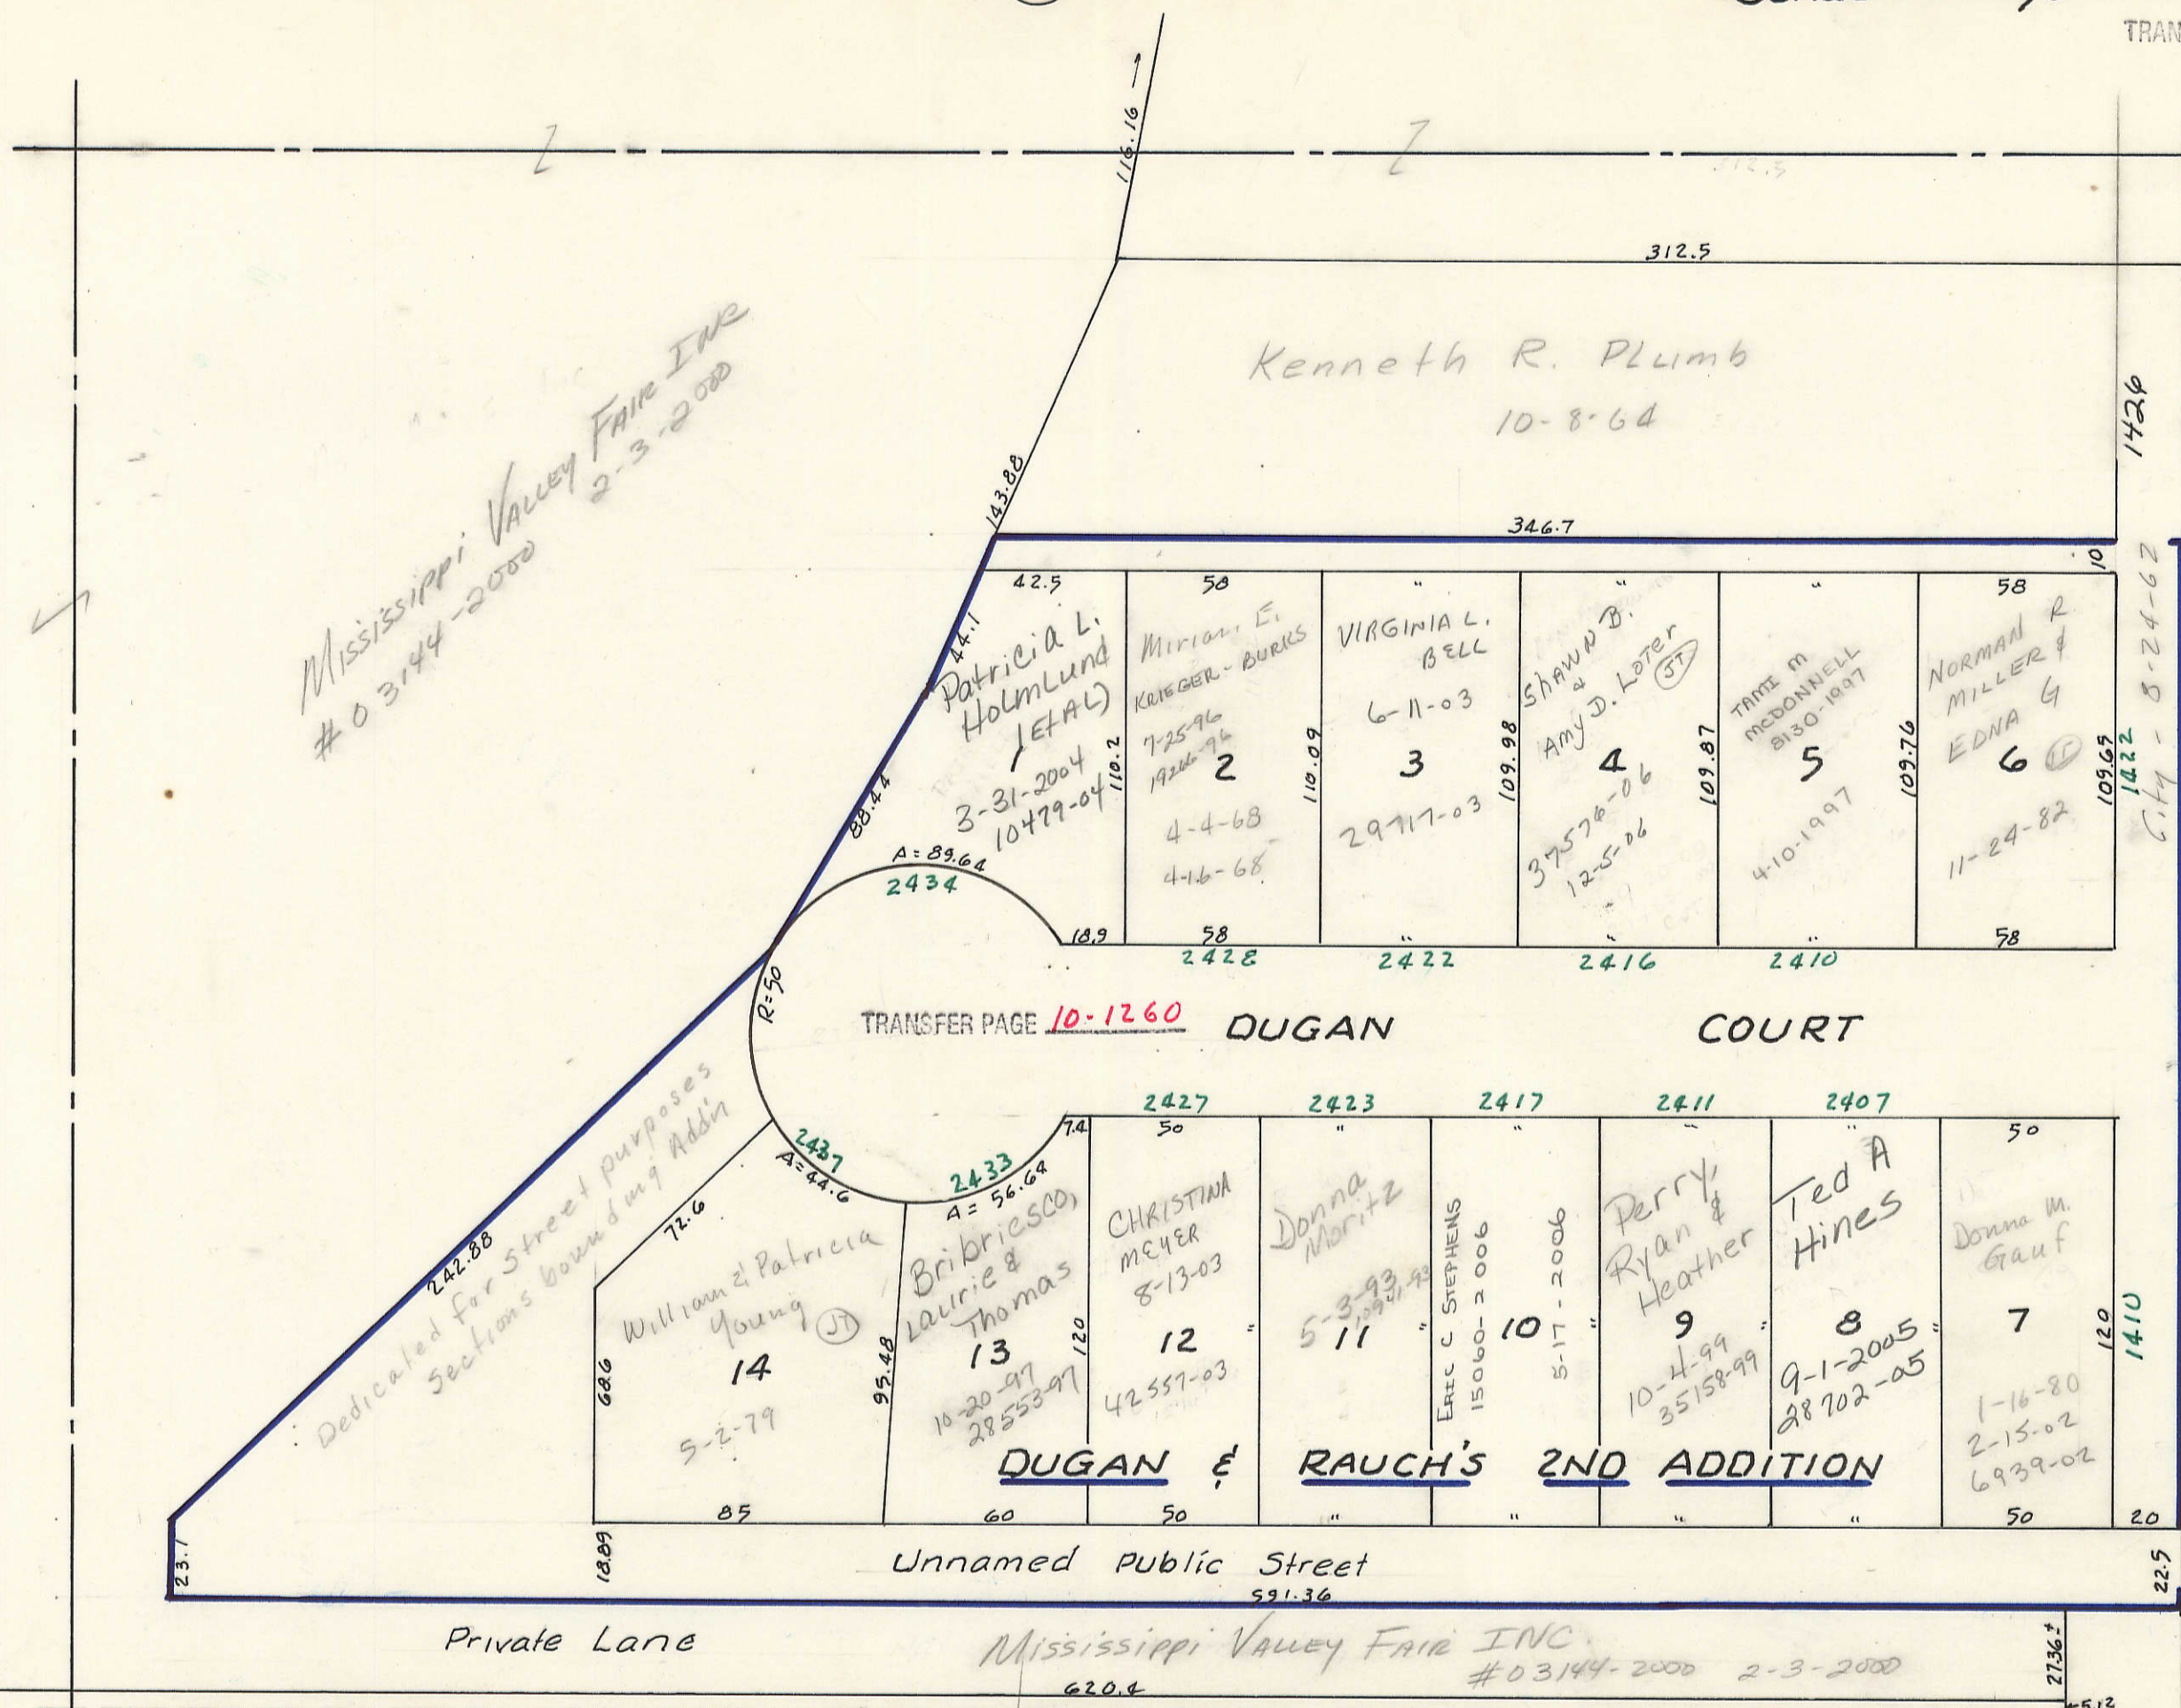 TRAN
116.16
312.5
312.5
Kenneth R. Plumb
10-8-64
1426
Mississippi Valley Fair Inc
# 03144-2000 2-3-2000
143.88
346.7
10
City - 8-24-62
42.5
58
"
"
"
58
44.1
88.44
Patricia L.
Holmlund
(et AL)
1
3-31-2004
10479-04
110.2
KRIEGER-BURKS
7-25-96
2
4-4-68
4-16-68
110.09
VIRGINIA L.
BELL
6-11-03
3
29717-03
109.98
SHAWN B.
&
Amy D. LOTER
JT
4
37576-06
12-5-06
109.87
TAMI M
MCDONNELL
8130-1997
5
4-10-1997
109.76
NORMAN R
MILLER &
EDNA G
6
JT
11-24-82
109.65
1422
A=89.64
2434
18.9
58
"
"
"
58
2428
2422
2416
2410
R=50
TRANSFER PAGE 10-1260
DUGAN COURT
2427
2423
2417
2411
2407
7.4
50
"
"
"
"
50
2437
A=44.6
2433
A=56.64
242.88
Dedicated for Street purposes
Sections bounding Add'n
72.6
68.6
William & Patricia
Young JT
14
5-2-79
95.48
Bribriesco,
Laurie &
Thomas
13
10-20-97
28553-97
120
CHRISTINA
MEYER
8-13-03
12
42557-03
"
Donna
Moritz
5-3-93
11
"
ERIC C STEPHENS
15060-2006
10
5-17-2006
"
Perry,
Ryan &
Heather
9
10-4-99
35158-99
"
Ted A
Hines
8
9-1-2005
28702-05
"
Donna M.
Gauf
7
1-16-80
2-15-02
6939-02
120
1410
DUGAN & RAUCH'S 2ND ADDITION
85
60
50
"
"
"
"
50
20
23.1
18.89
Unnamed Public Street
591.36
22.5
Private Lane
Mississippi Valley Fair INC.
#03144-2000 2-3-2000
27.36±
620.4
5.12